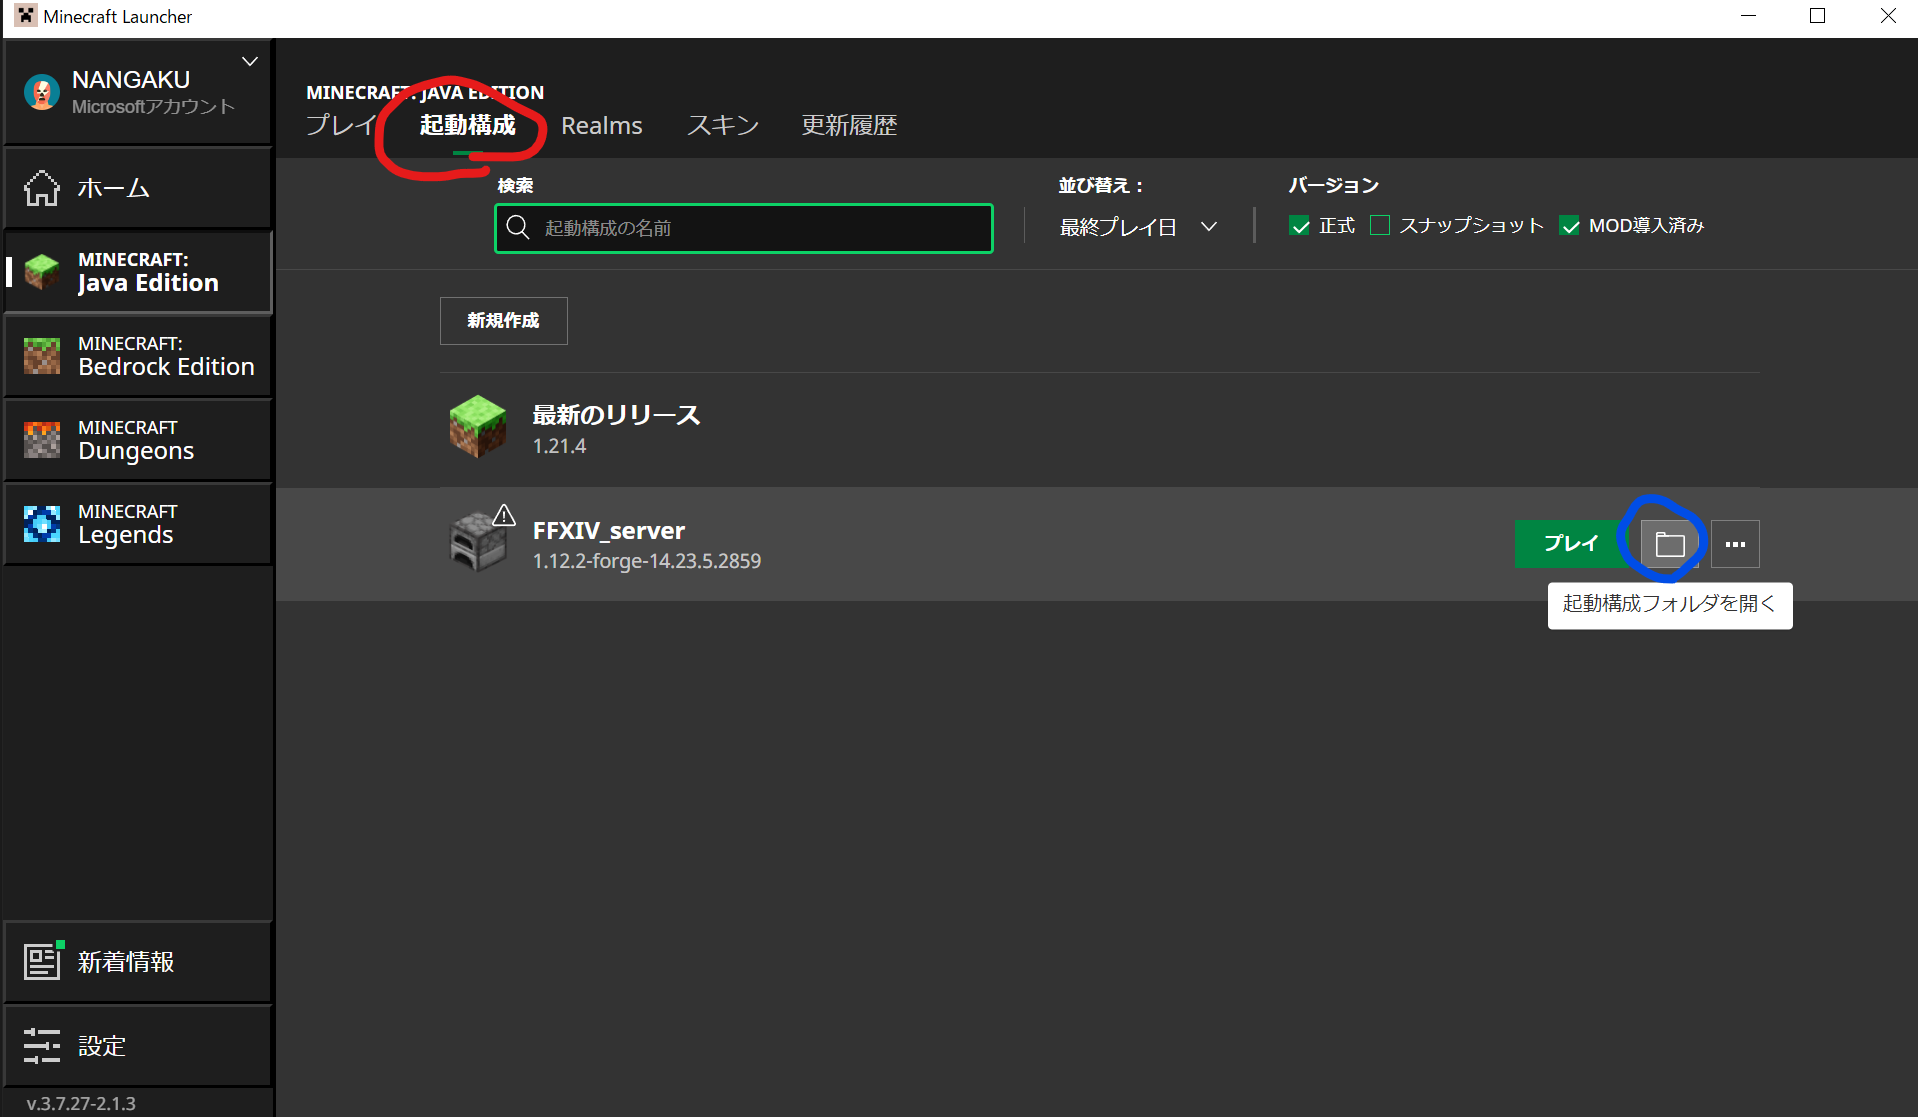 Minecraft Launcher
NANGAKU
Microsoftアカウント
ホーム
MINECRAFT:
Java Edition
MINECRAFT:
Bedrock Edition
MINECRAFT
Dungeons
MINECRAFT
Legends
新着情報
設定
v.3.7.27-2.1.3
MINECRAFT: JAVA EDITION
プレイ 起動構成 Realms スキン 更新履歴
検索
起動構成の名前
並び替え：
最終プレイ日
バージョン
正式 スナップショット MOD導入済み
新規作成
最新のリリース
1.21.4
FFXIV_server
1.12.2-forge-14.23.5.2859
プレイ
起動構成フォルダを開く